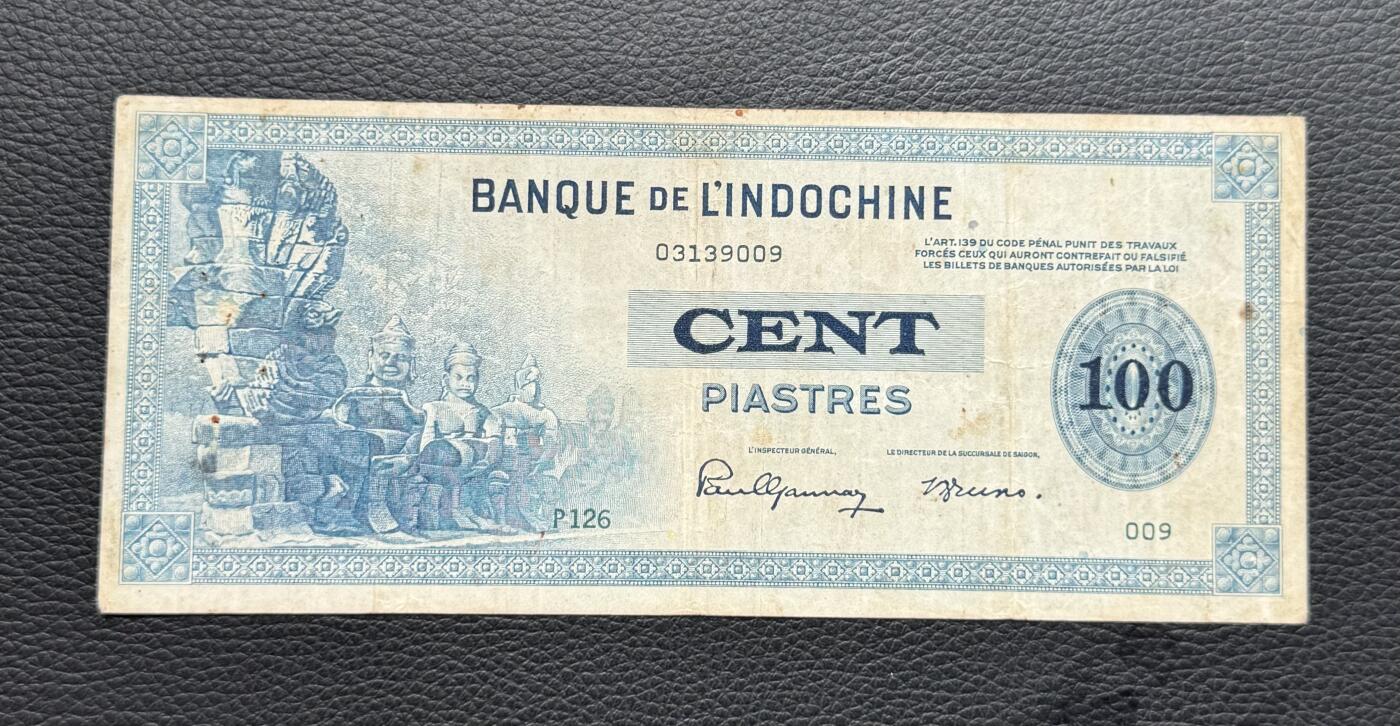 BANQUE DE L'INDOCHINE
03139009
L'ART.139 DU CODE PÉNAL PUNIT DES TRAVAUX
FORCÉS CEUX QUI AURONT CONTREFAIT OU FALSIFIÉ
LES BILLETS DE BANQUES AUTORISÉES PAR LA LOI
CENT
100
PIASTRES
L'INSPECTEUR GÉNÉRAL,
LE DIRECTEUR DE LA SUCCURSALE DE SAIGON,
Bruno.
P126
009